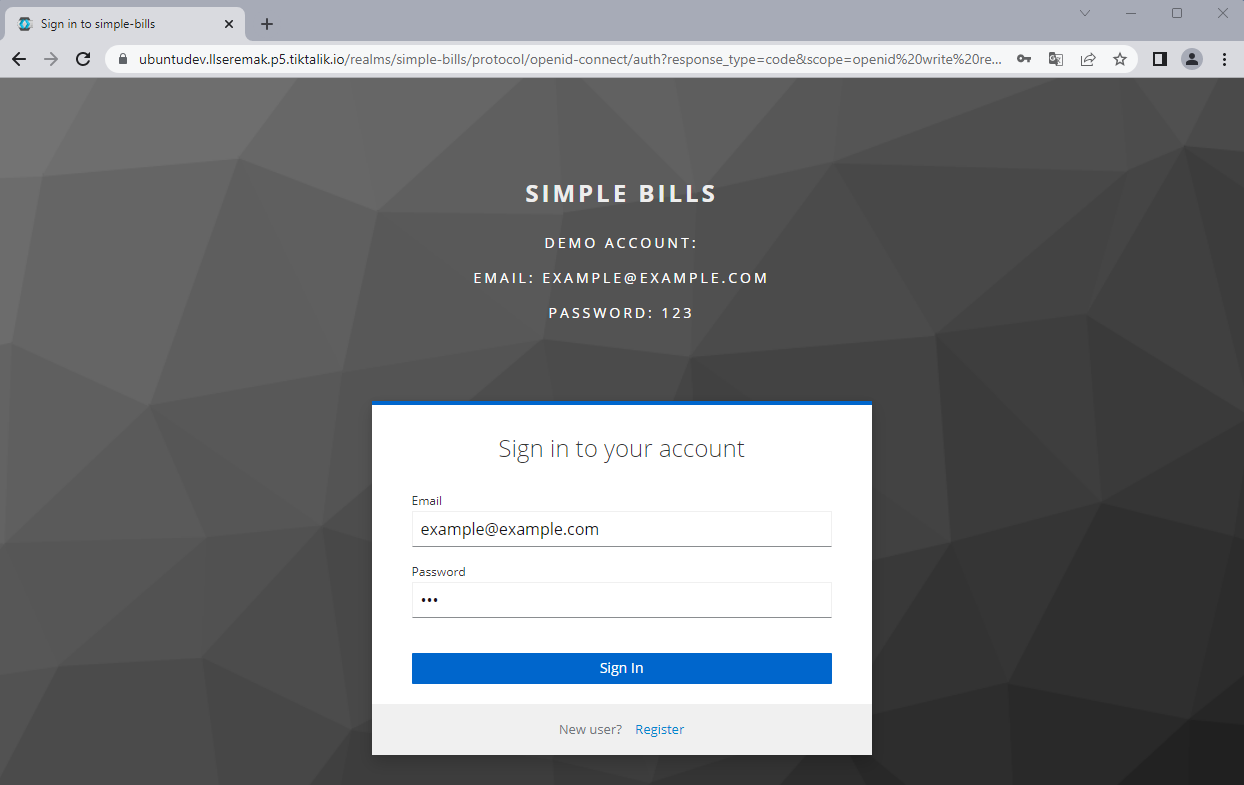 Sign in to simple-bills
ubuntudev.llseremak.p5.tiktalik.io/realms/simple-bills/protocol/openid-connect/auth?response_type=code&scope=openid%20write%20re...
SIMPLE BILLS
DEMO ACCOUNT:
EMAIL: EXAMPLE@EXAMPLE.COM
PASSWORD: 123
Sign in to your account
Email
example@example.com
Password
•••
Sign In
New user? Register